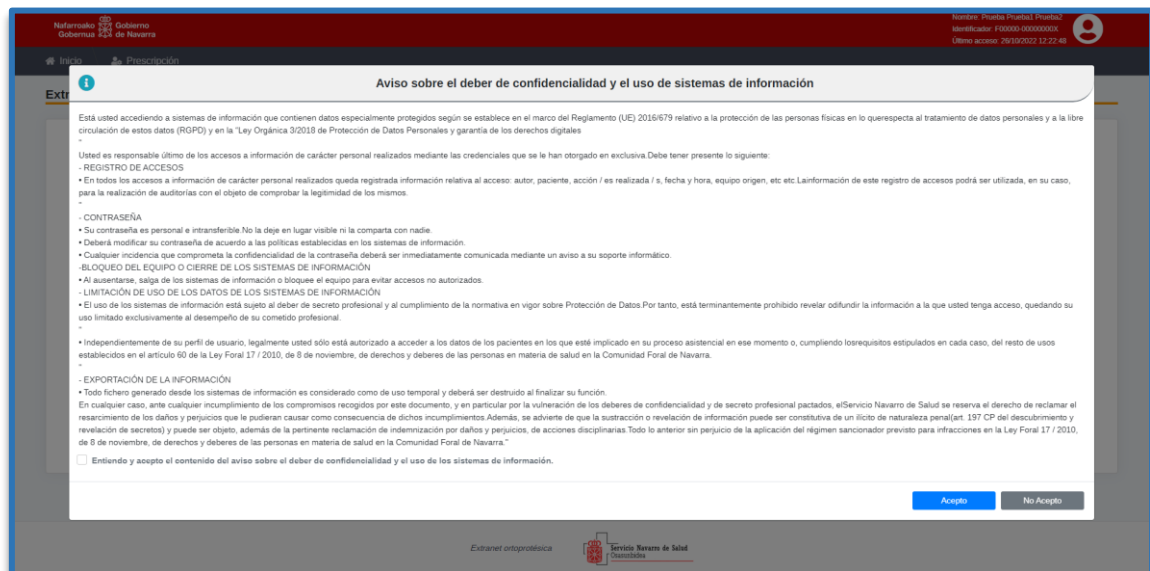 Nafarroako Gobierno
Gobernua de Navarra
Nombre: Prueba Prueba1 Prueba2
Identificador: F00000-00000000X
Último acceso: 26/10/2022 12:22:48
Inicio
Prescripción
Extr
Aviso sobre el deber de confidencialidad y el uso de sistemas de información
Está usted accediendo a sistemas de información que contienen datos especialmente protegidos según se establece en el marco del Reglamento (UE) 2016/679 relativo a la protección de las personas físicas en lo querespecta al tratamiento de datos personales y a la libre
circulación de estos datos (RGPD) y en la "Ley Orgánica 3/2018 de Protección de Datos Personales y garantía de los derechos digitales
"
Usted es responsable último de los accesos a información de carácter personal realizados mediante las credenciales que se le han otorgado en exclusiva.Debe tener presente lo siguiente:
- REGISTRO DE ACCESOS
• En todos los accesos a información de carácter personal realizados queda registrada información relativa al acceso: autor, paciente, acción / es realizada / s, fecha y hora, equipo origen, etc etc.Lainformación de este registro de accesos podrá ser utilizada, en su caso,
para la realización de auditorías con el objeto de comprobar la legitimidad de los mismos.
"
- CONTRASEÑA
• Su contraseña es personal e intransferible.No la deje en lugar visible ni la comparta con nadie.
• Deberá modificar su contraseña de acuerdo a las políticas establecidas en los sistemas de información.
• Cualquier incidencia que comprometa la confidencialidad de la contraseña deberá ser inmediatamente comunicada mediante un aviso a su soporte informático.
-BLOQUEO DEL EQUIPO O CIERRE DE LOS SISTEMAS DE INFORMACIÓN
• Al ausentarse, salga de los sistemas de información o bloquee el equipo para evitar accesos no autorizados.
- LIMITACIÓN DE USO DE LOS DATOS DE LOS SISTEMAS DE INFORMACIÓN
• El uso de los sistemas de información está sujeto al deber de secreto profesional y al cumplimiento de la normativa en vigor sobre Protección de Datos.Por tanto, está terminantemente prohibido revelar odifundir la información a la que usted tenga acceso, quedando su
uso limitado exclusivamente al desempeño de su cometido profesional.
"
• Independientemente de su perfil de usuario, legalmente usted sólo está autorizado a acceder a los datos de los pacientes en los que esté implicado en su proceso asistencial en ese momento o, cumpliendo losrequisitos estipulados en cada caso, del resto de usos
establecidos en el artículo 60 de la Ley Foral 17 / 2010, de 8 de noviembre, de derechos y deberes de las personas en materia de salud en la Comunidad Foral de Navarra.
"
- EXPORTACIÓN DE LA INFORMACIÓN
• Todo fichero generado desde los sistemas de información es considerado como de uso temporal y deberá ser destruido al finalizar su función.
En cualquier caso, ante cualquier incumplimiento de los compromisos recogidos por este documento, y en particular por la vulneración de los deberes de confidencialidad y de secreto profesional pactados, elServicio Navarro de Salud se reserva el derecho de reclamar el
resarcimiento de los daños y perjuicios que le pudieran causar como consecuencia de dichos incumplimientos.Además, se advierte de que la sustracción o revelación de información puede ser constitutiva de un ilícito de naturaleza penal(art. 197 CP del descubrimiento y
revelación de secretos) y puede ser objeto, además de la pertinente reclamación de indemnización por daños y perjuicios, de acciones disciplinarias.Todo lo anterior sin perjuicio de la aplicación del régimen sancionador previsto para infracciones en la Ley Foral 17 / 2010,
de 8 de noviembre, de derechos y deberes de las personas en materia de salud en la Comunidad Foral de Navarra."
Entiendo y acepto el contenido del aviso sobre el deber de confidencialidad y el uso de los sistemas de información.
Acepto
No Acepto
Extranet ortoprotésica
Servicio Navarro de Salud
Osasunbidea